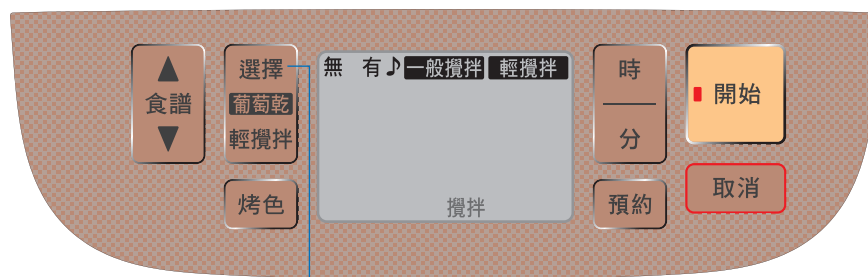 ▲
食譜
▼
選擇
葡萄乾
輕攪拌
烤色
無 有♪ 一般攪拌 輕攪拌
攪拌
時
分
預約
開始
取消